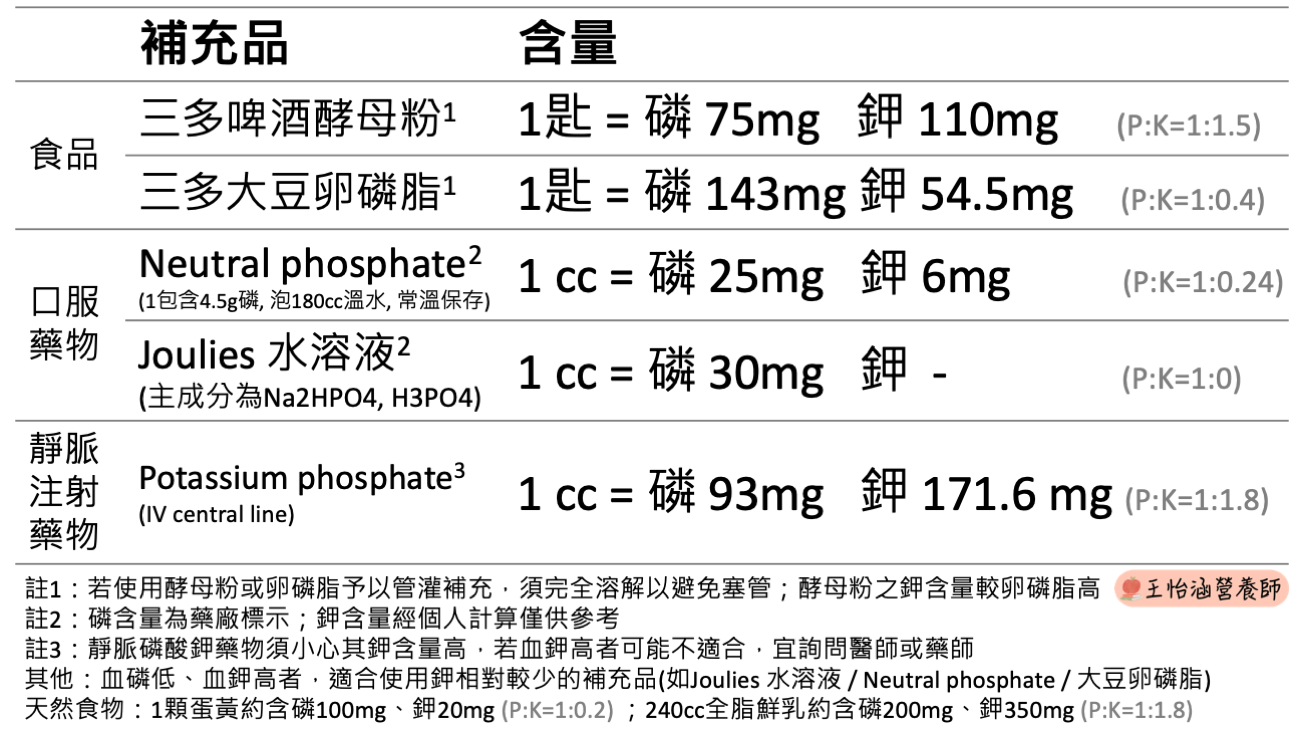 補充品 含量
食品
三多啤酒酵母粉1 1匙 = 磷 75mg 鉀 110mg (P:K=1:1.5)
三多大豆卵磷脂1 1匙 = 磷 143mg 鉀 54.5mg (P:K=1:0.4)
口服
藥物
Neutral phosphate2 1 cc = 磷 25mg 鉀 6mg (P:K=1:0.24)
(1包含4.5g磷, 泡180cc溫水, 常溫保存)
Joulies 水溶液2 1 cc = 磷 30mg 鉀 - (P:K=1:0)
(主成分為Na2HPO4, H3PO4)
靜脈
注射
藥物
Potassium phosphate3 1 cc = 磷 93mg 鉀 171.6 mg (P:K=1:1.8)
(IV central line)
註1：若使用酵母粉或卵磷脂予以管灌補充，須完全溶解以避免塞管；酵母粉之鉀含量較卵磷脂高 王怡涵營養師
註2：磷含量為藥廠標示；鉀含量經個人計算僅供參考
註3：靜脈磷酸鉀藥物須小心其鉀含量高，若血鉀高者可能不適合，宜詢問醫師或藥師
其他：血磷低、血鉀高者，適合使用鉀相對較少的補充品(如Joulies 水溶液 / Neutral phosphate / 大豆卵磷脂)
天然食物：1顆蛋黃約含磷100mg、鉀20mg (P:K=1:0.2) ；240cc全脂鮮乳約含磷200mg、鉀350mg (P:K=1:1.8)